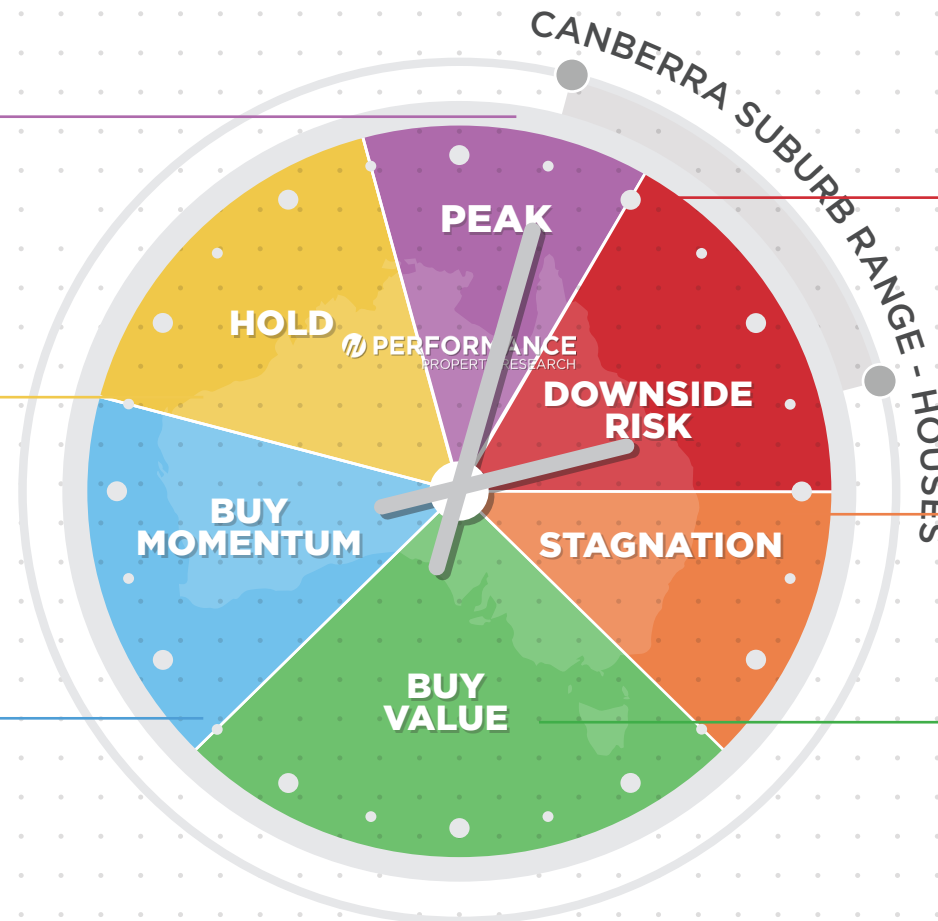 CANBERRA SUBURB RANGE - HOUSES
PEAK
HOLD
PERFORMANCE
PROPERTY RESEARCH
DOWNSIDE
RISK
BUY
MOMENTUM
STAGNATION
BUY
VALUE